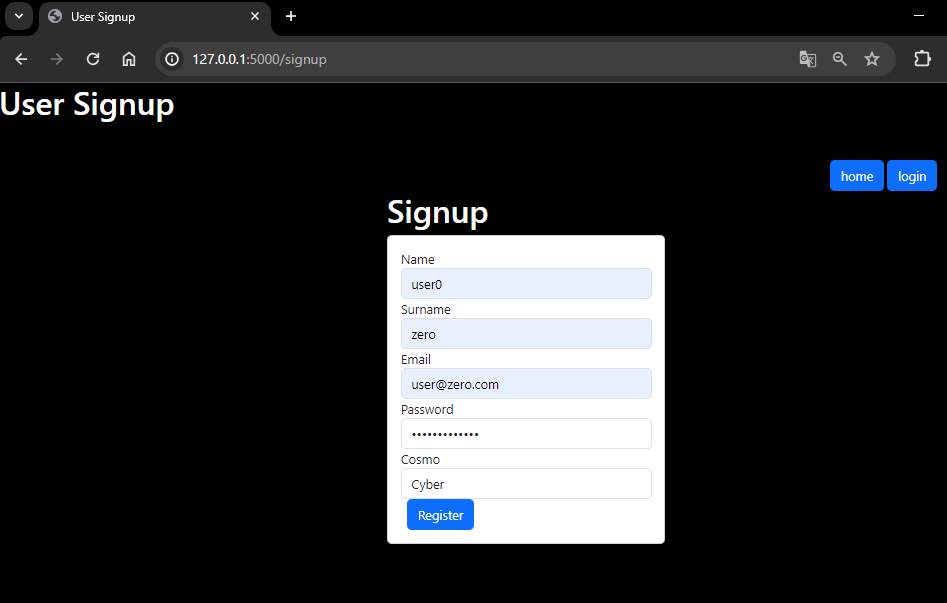 User Signup
127.0.0.1:5000/signup
User Signup
home login
Signup
Name
user0
Surname
zero
Email
user@zero.com
Password
•••••••••••••
Cosmo
Cyber
Register